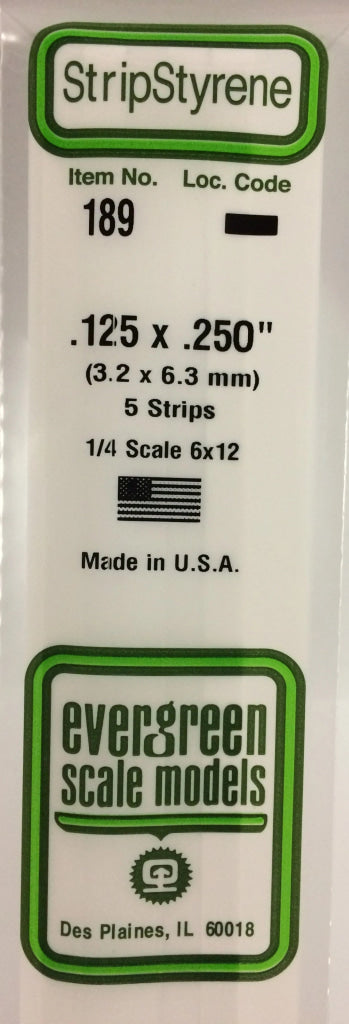 StripStyrene
Item No. Loc. Code
189
.125 x .250"
(3.2 x 6.3 mm)
5 Strips
1/4 Scale 6x12
Made in U.S.A.
evergreen
scale models
Des Plaines, IL 60018